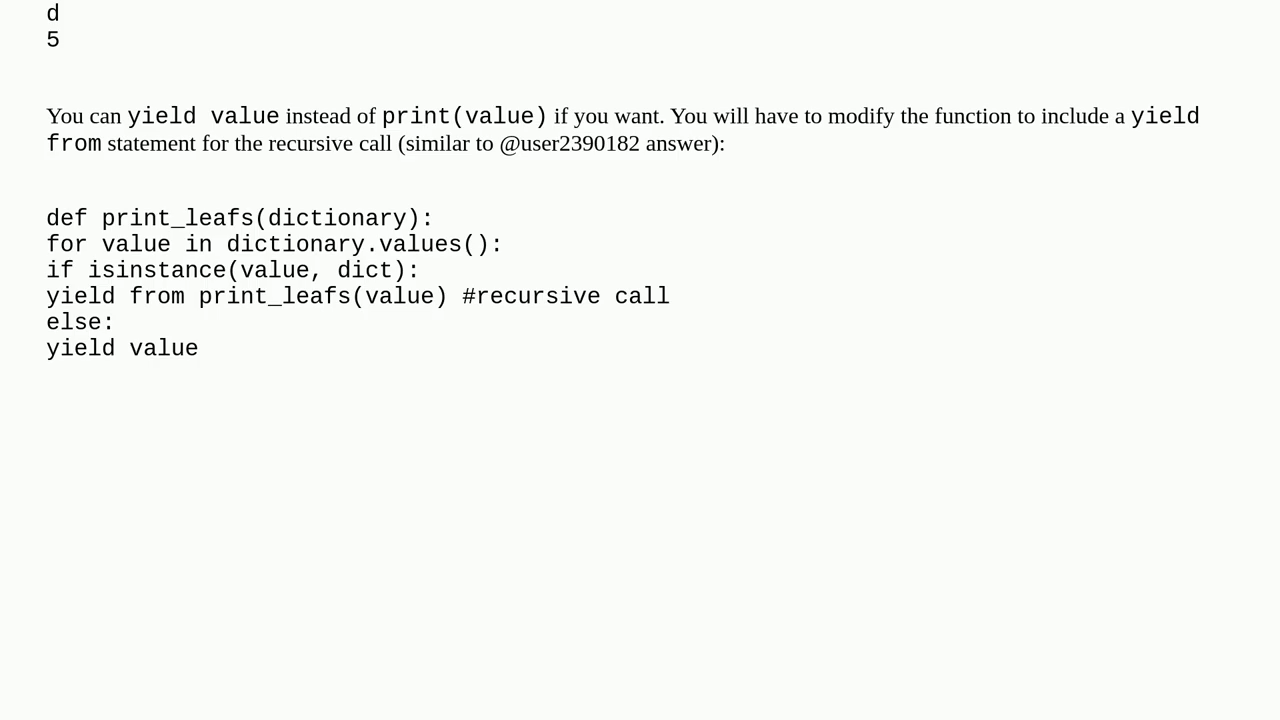 d
5
You can yield value instead of print(value) if you want. You will have to modify the function to include a yield
from statement for the recursive call (similar to @user2390182 answer):
def print_leafs(dictionary):
for value in dictionary.values():
if isinstance(value, dict):
yield from print_leafs(value) #recursive call
else:
yield value